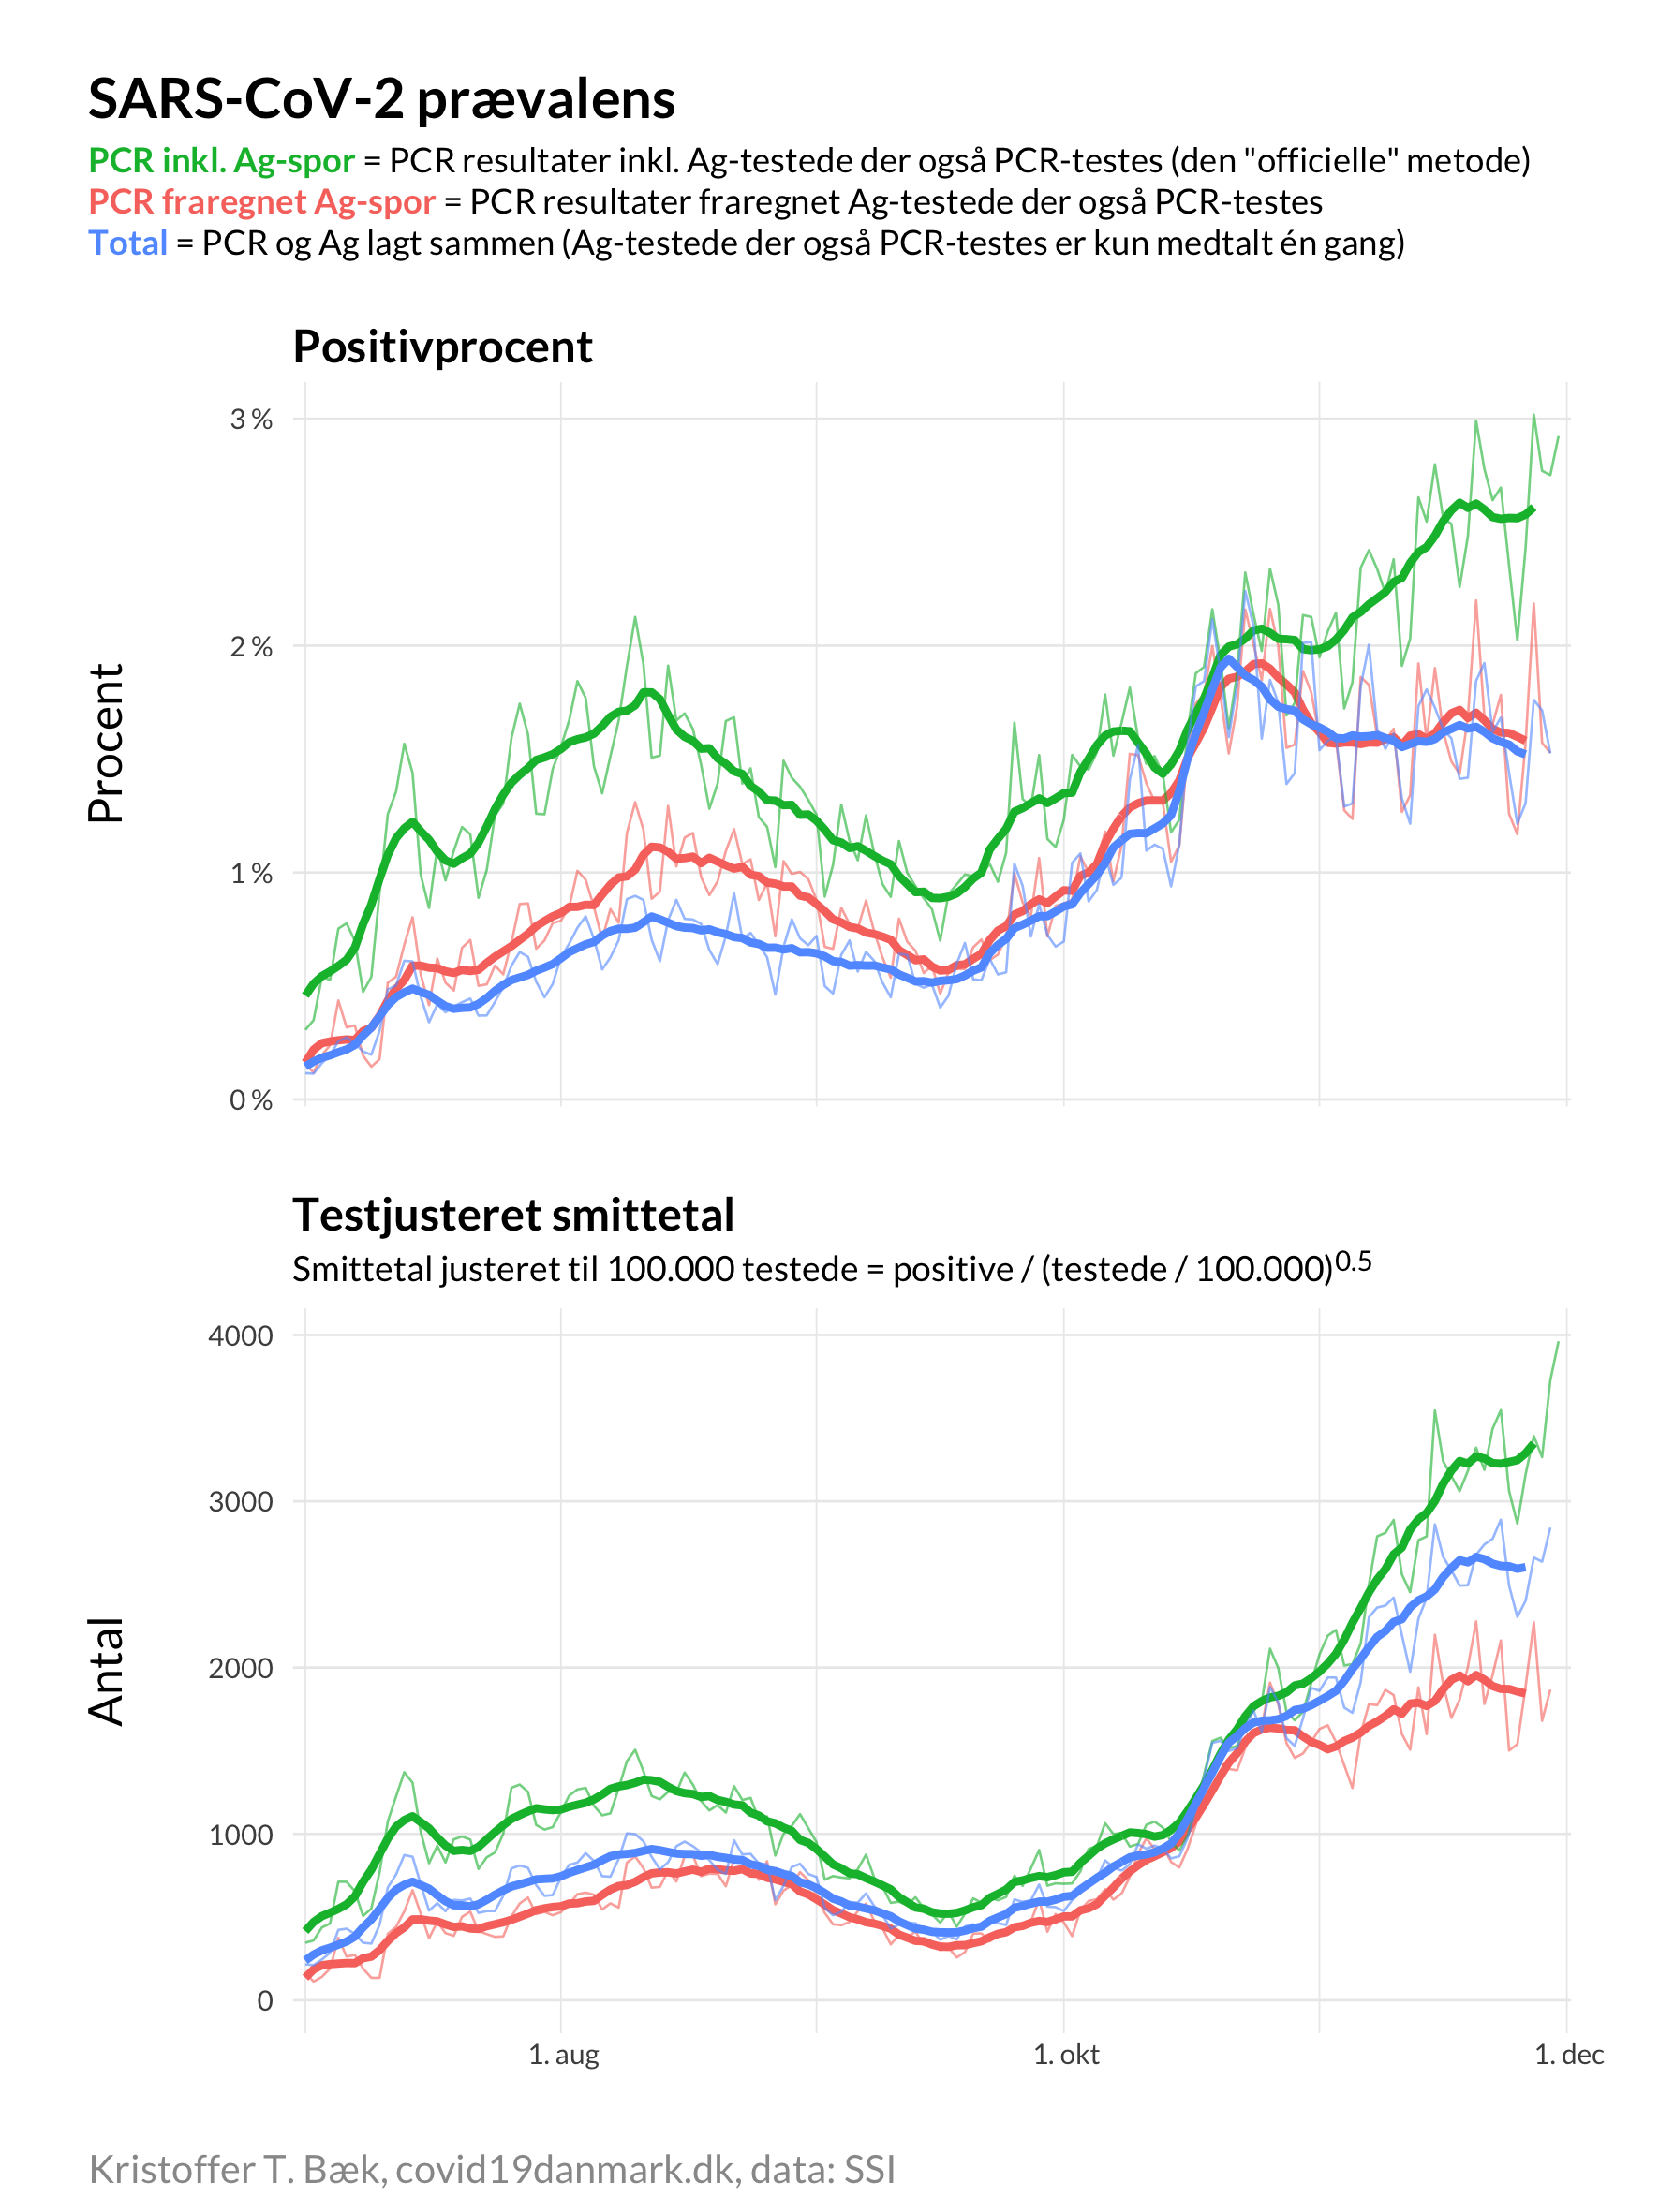 SARS-CoV-2 prævalens
PCR inkl. Ag-spor = PCR resultater inkl. Ag-testede der også PCR-testes (den "officielle" metode)
PCR fraregnet Ag-spor = PCR resultater fraregnet Ag-testede der også PCR-testes
Total = PCR og Ag lagt sammen (Ag-testede der også PCR-testes er kun medtalt én gang)
Positivprocent
Procent
3 %
2 %
1 %
0 %
Testjusteret smittetal
Smittetal justeret til 100.000 testede = positive / (testede / 100.000)^0.5
Antal
4000
3000
2000
1000
0
1. aug 1. okt 1. dec
Kristoffer T. Bæk, covid19danmark.dk, data: SSI